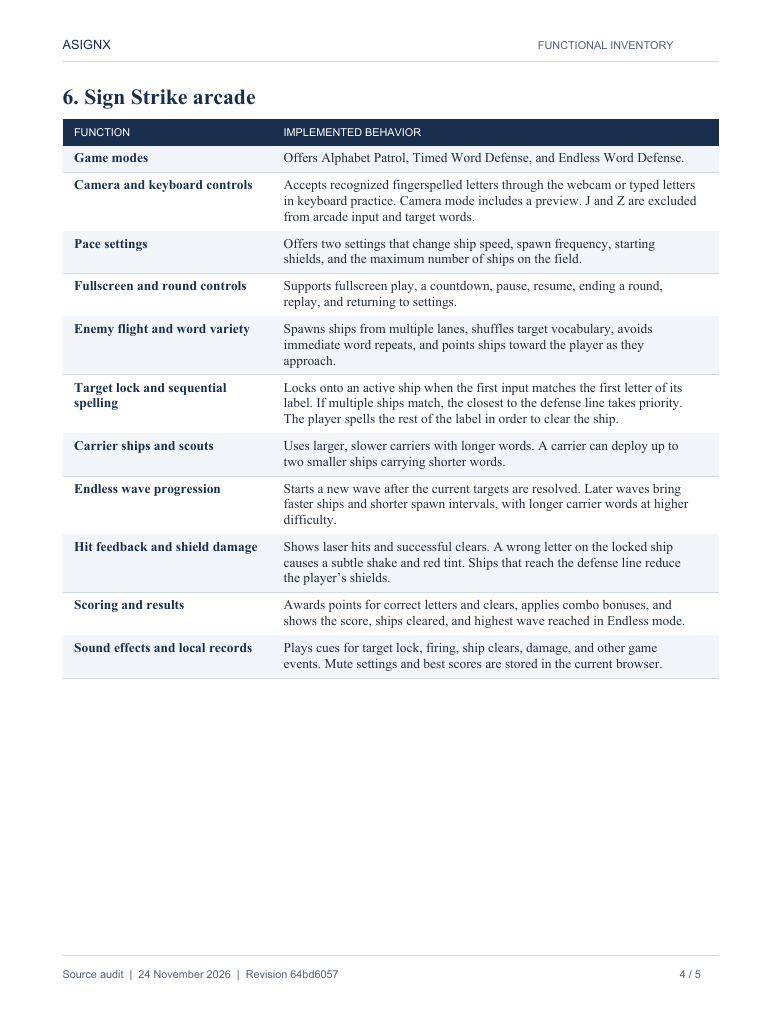 ASIGNX
FUNCTIONAL INVENTORY
6. Sign Strike arcade
FUNCTION
IMPLEMENTED BEHAVIOR
Game modes
Offers Alphabet Patrol, Timed Word Defense, and Endless Word Defense.
Camera and keyboard controls
Accepts recognized fingerspelled letters through the webcam or typed letters
in keyboard practice. Camera mode includes a preview. J and Z are excluded
from arcade input and target words.
Pace settings
Offers two settings that change ship speed, spawn frequency, starting
shields, and the maximum number of ships on the field.
Fullscreen and round controls
Supports fullscreen play, a countdown, pause, resume, ending a round,
replay, and returning to settings.
Enemy flight and word variety
Spawns ships from multiple lanes, shuffles target vocabulary, avoids
immediate word repeats, and points ships toward the player as they
approach.
Target lock and sequential
spelling
Locks onto an active ship when the first input matches the first letter of its
label. If multiple ships match, the closest to the defense line takes priority.
The player spells the rest of the label in order to clear the ship.
Carrier ships and scouts
Uses larger, slower carriers with longer words. A carrier can deploy up to
two smaller ships carrying shorter words.
Endless wave progression
Starts a new wave after the current targets are resolved. Later waves bring
faster ships and shorter spawn intervals, with longer carrier words at higher
difficulty.
Hit feedback and shield damage
Shows laser hits and successful clears. A wrong letter on the locked ship
causes a subtle shake and red tint. Ships that reach the defense line reduce
the player’s shields.
Scoring and results
Awards points for correct letters and clears, applies combo bonuses, and
shows the score, ships cleared, and highest wave reached in Endless mode.
Sound effects and local records
Plays cues for target lock, firing, ship clears, damage, and other game
events. Mute settings and best scores are stored in the current browser.
Source audit | 24 November 2026 | Revision 64bd6057
4 / 5